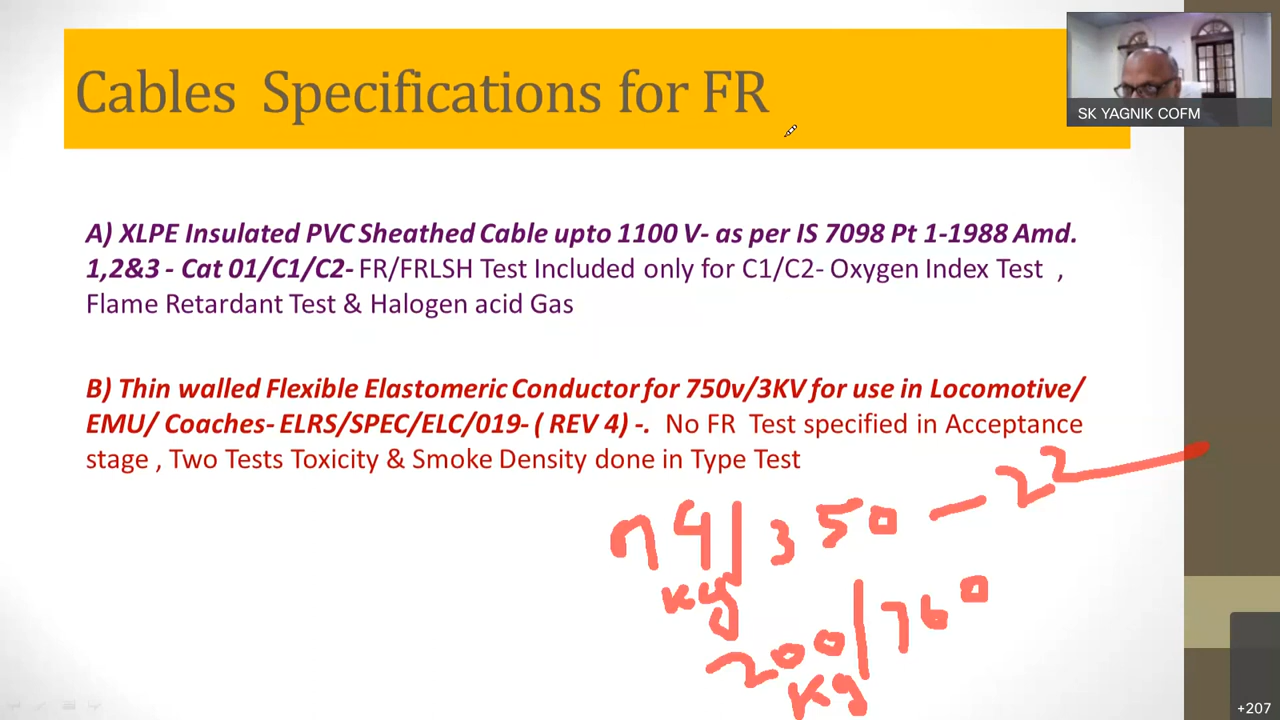 Cables Specifications for FR
SK YAGNIK COFM
A) XLPE Insulated PVC Sheathed Cable upto 1100 V- as per IS 7098 Pt 1-1988 Amd.
1,2&3 - Cat 01/C1/C2- FR/FRLSH Test Included only for C1/C2- Oxygen Index Test ,
Flame Retardant Test & Halogen acid Gas
B) Thin walled Flexible Elastomeric Conductor for 750v/3KV for use in Locomotive/
EMU/ Coaches- ELRS/SPEC/ELC/019- ( REV 4) -. No FR Test specified in Acceptance
stage , Two Tests Toxicity & Smoke Density done in Type Test
/350 - 22
kg
200/760
kg
+207